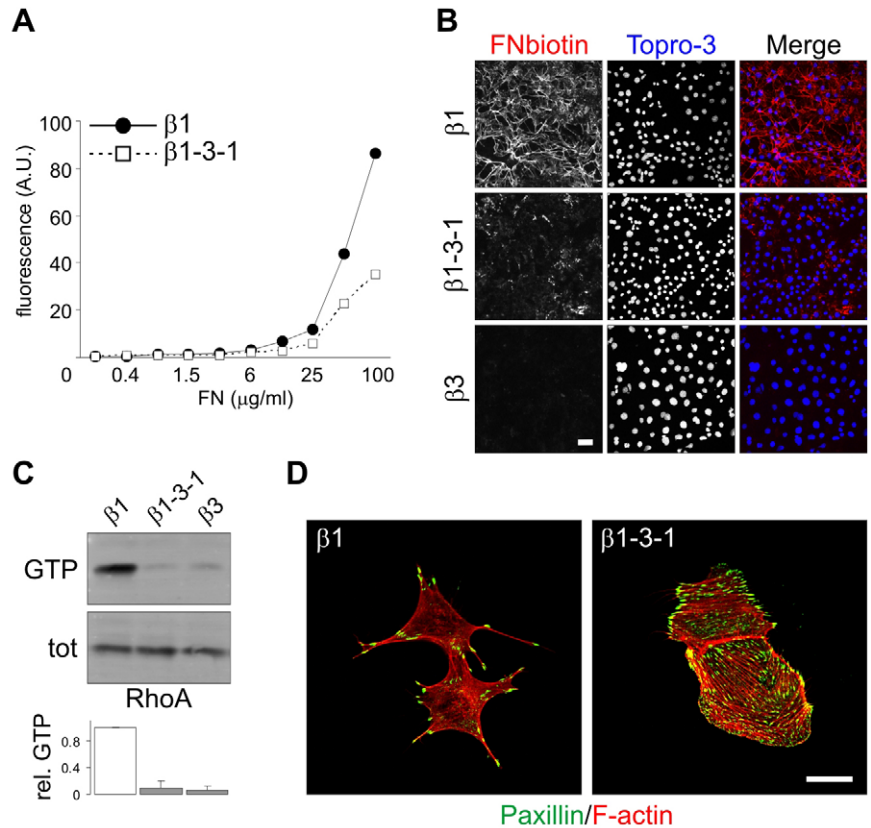 A
100
80
60
40
20
0
fluorescence (A.U.)
β1
β1-3-1
0.4
1.5
6
25
100
FN (μg/ml)
B
FNbiotin
Topro-3
Merge
β1
β1-3-1
β3
C
β1
β1-3-1
β3
GTP
tot
RhoA
rel. GTP
0.8
0.4
0
D
β1
β1-3-1
Paxillin/F-actin